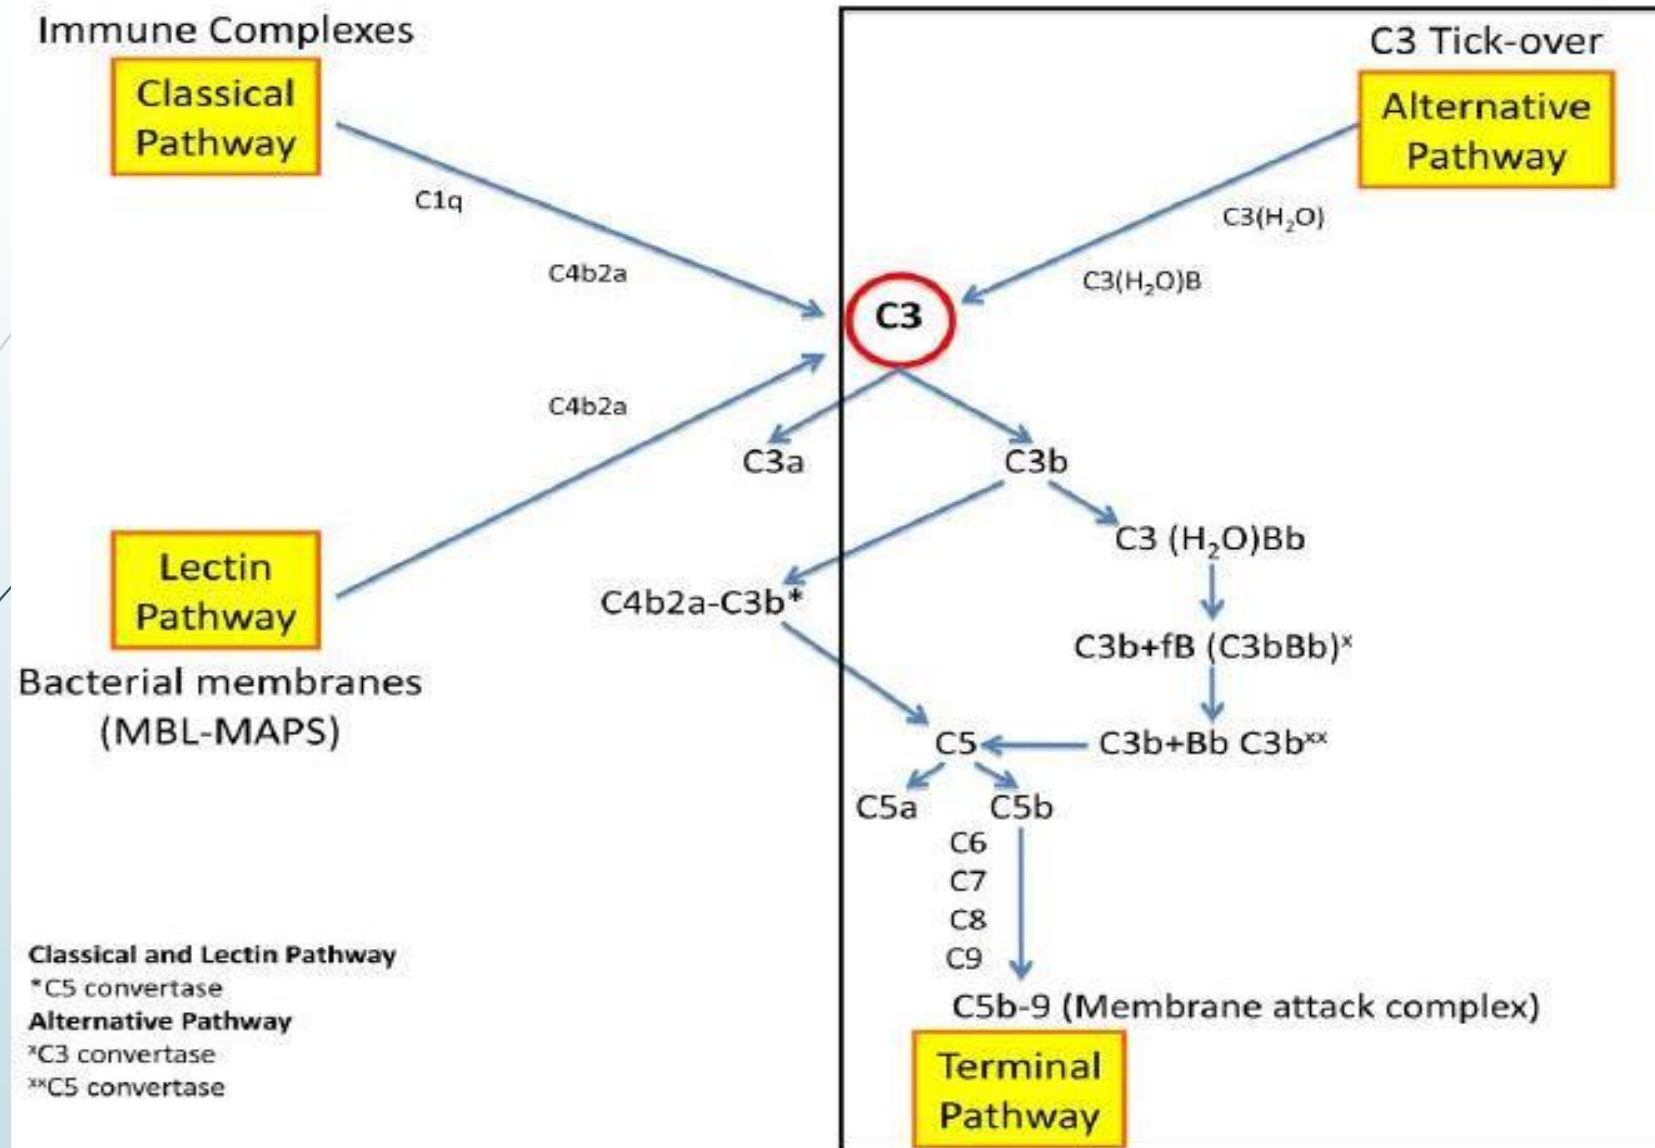 Immune Complexes
Classical
Pathway
C1q
C4b2a
C3 Tick-over
Alternative
Pathway
C3(H₂O)
C3(H₂O)B
C3
C4b2a
Lectin
Pathway
Bacterial membranes
(MBL-MAPS)
C3a
C3b
C3 (H₂O)Bb
C4b2a-C3b*
C3b+fB (C3bBb)ˣ
C5
C3b+Bb C3bˣˣ
C5a
C5b
C6
C7
C8
C9
C5b-9 (Membrane attack complex)
Terminal
Pathway
Classical and Lectin Pathway
*C5 convertase
Alternative Pathway
ˣC3 convertase
ˣˣC5 convertase